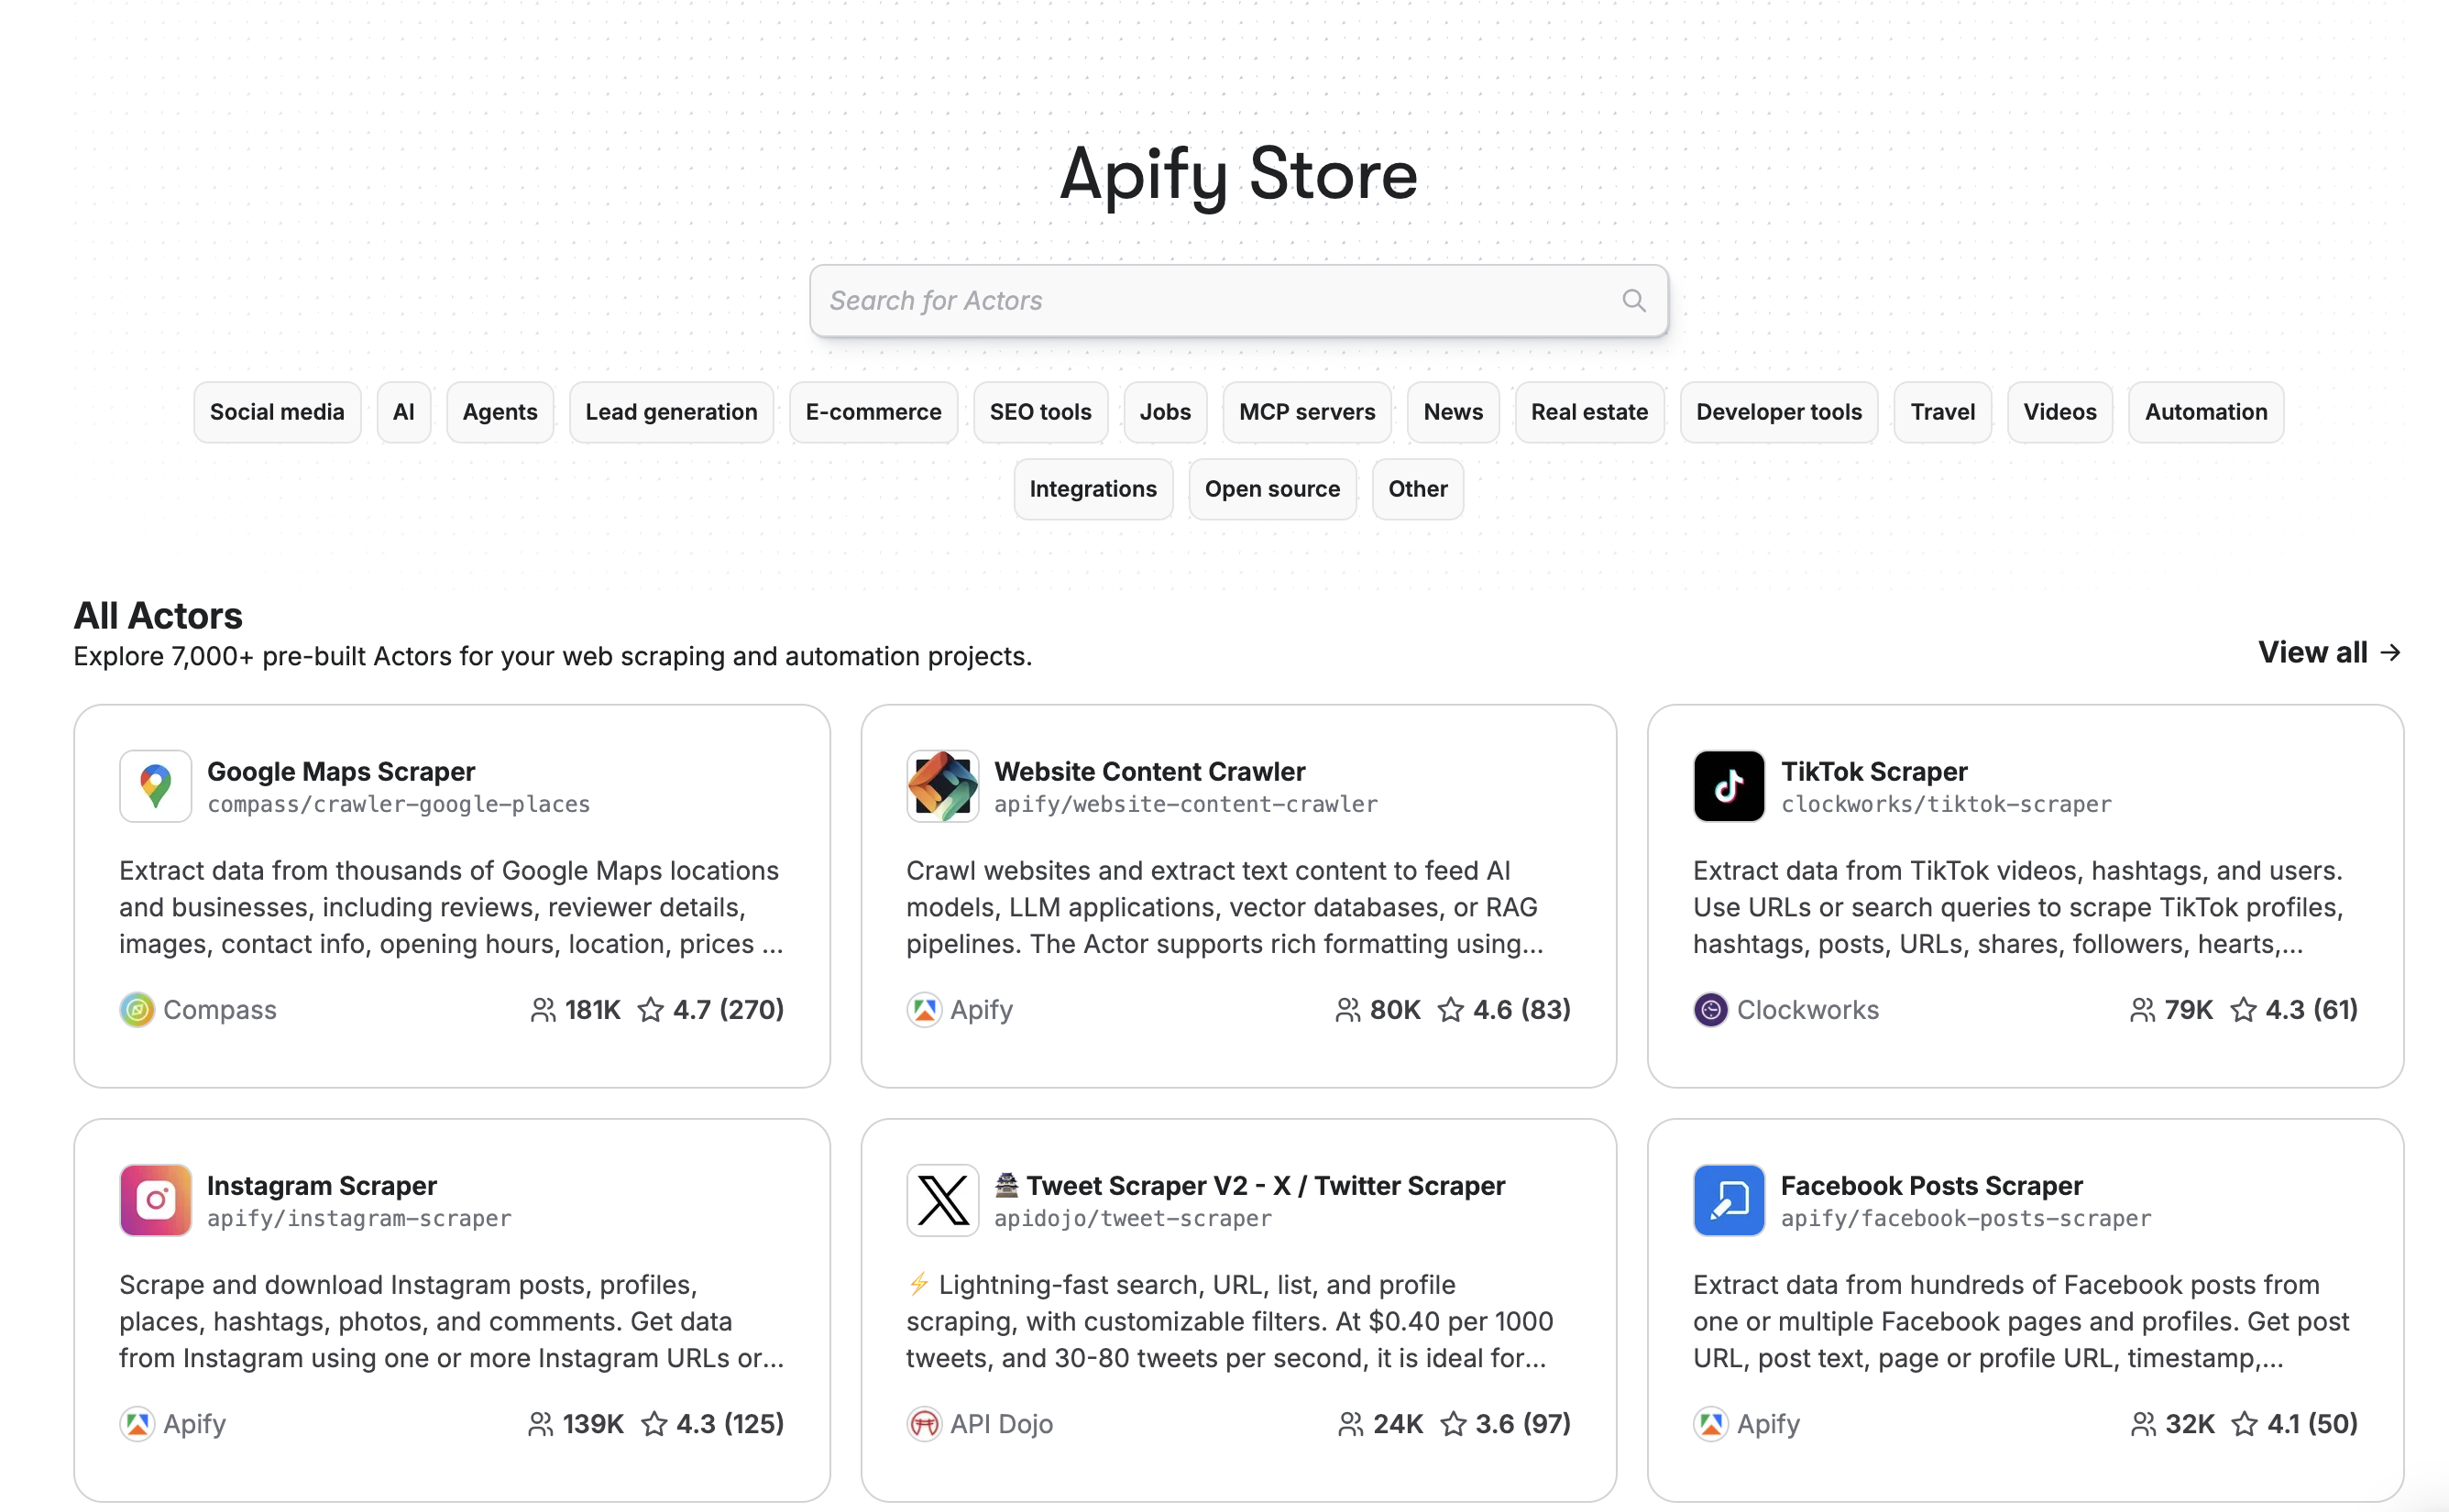 Apify Store
Search for Actors
Social media AI Agents Lead generation E-commerce SEO tools Jobs MCP servers News Real estate Developer tools Travel Videos Automation
Integrations Open source Other
All Actors
Explore 7,000+ pre-built Actors for your web scraping and automation projects.
View all →
Google Maps Scraper
compass/crawler-google-places
Extract data from thousands of Google Maps locations
and businesses, including reviews, reviewer details,
images, contact info, opening hours, location, prices ...
Compass 181K 4.7 (270)
Website Content Crawler
apify/website-content-crawler
Crawl websites and extract text content to feed AI
models, LLM applications, vector databases, or RAG
pipelines. The Actor supports rich formatting using...
Apify 80K 4.6 (83)
TikTok Scraper
clockworks/tiktok-scraper
Extract data from TikTok videos, hashtags, and users.
Use URLs or search queries to scrape TikTok profiles,
hashtags, posts, URLs, shares, followers, hearts,...
Clockworks 79K 4.3 (61)
Instagram Scraper
apify/instagram-scraper
Scrape and download Instagram posts, profiles,
places, hashtags, photos, and comments. Get data
from Instagram using one or more Instagram URLs or...
Apify 139K 4.3 (125)
🏯 Tweet Scraper V2 - X / Twitter Scraper
apidojo/tweet-scraper
⚡ Lightning-fast search, URL, list, and profile
scraping, with customizable filters. At $0.40 per 1000
tweets, and 30-80 tweets per second, it is ideal for...
API Dojo 24K 3.6 (97)
Facebook Posts Scraper
apify/facebook-posts-scraper
Extract data from hundreds of Facebook posts from
one or multiple Facebook pages and profiles. Get post
URL, post text, page or profile URL, timestamp,...
Apify 32K 4.1 (50)